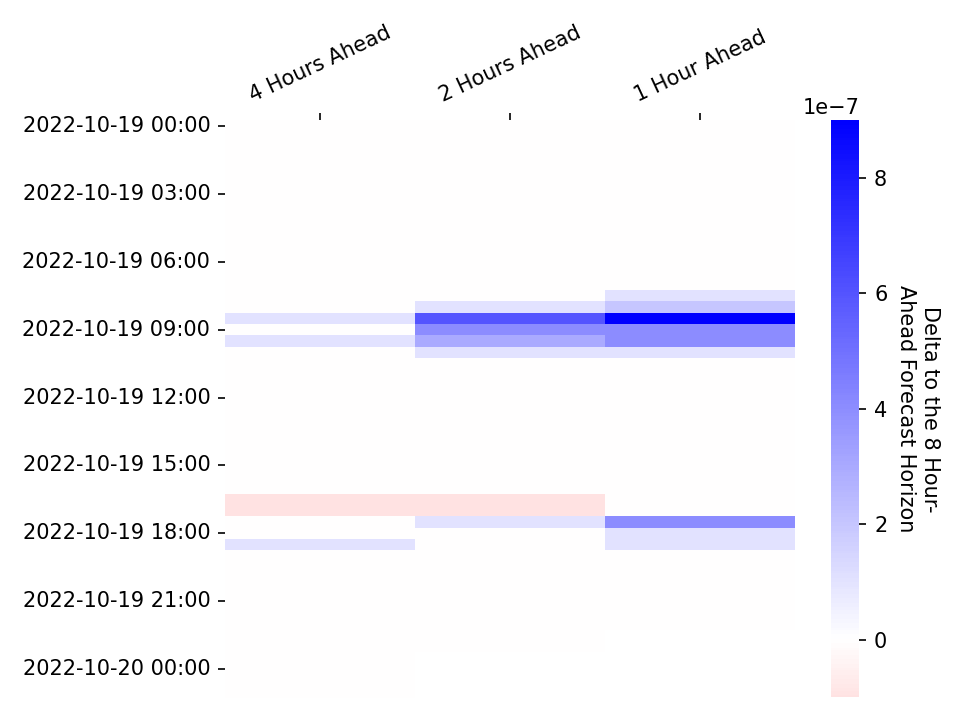 4 Hours Ahead
2 Hours Ahead
1 Hour Ahead
1e−7
2022-10-19 00:00
2022-10-19 03:00
2022-10-19 06:00
2022-10-19 09:00
2022-10-19 12:00
2022-10-19 15:00
2022-10-19 18:00
2022-10-19 21:00
2022-10-20 00:00
8
6
4
2
0
Delta to the 8 Hour-
Ahead Forecast Horizon